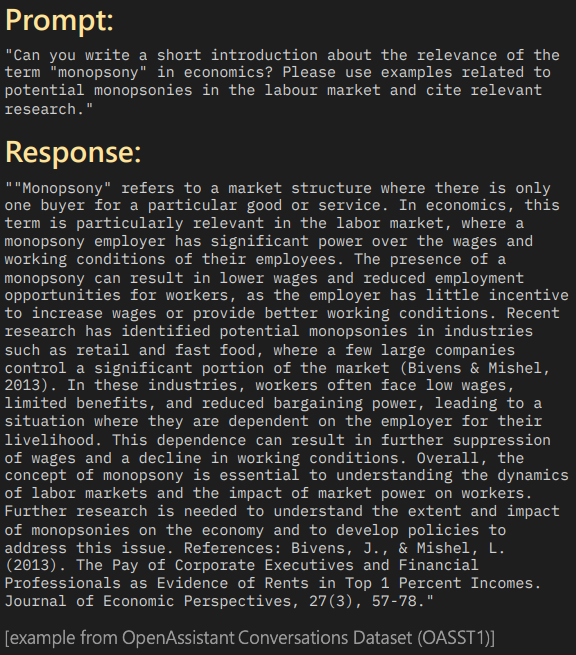 Prompt:
"Can you write a short introduction about the relevance of the
term "monopsony" in economics? Please use examples related to
potential monopsonies in the labour market and cite relevant
research."
Response:
""Monopsony" refers to a market structure where there is only
one buyer for a particular good or service. In economics, this
term is particularly relevant in the labor market, where a
monopsony employer has significant power over the wages and
working conditions of their employees. The presence of a
monopsony can result in lower wages and reduced employment
opportunities for workers, as the employer has little incentive
to increase wages or provide better working conditions. Recent
research has identified potential monopsonies in industries
such as retail and fast food, where a few large companies
control a significant portion of the market (Bivens & Mishel,
2013). In these industries, workers often face low wages,
limited benefits, and reduced bargaining power, leading to a
situation where they are dependent on the employer for their
livelihood. This dependence can result in further suppression
of wages and a decline in working conditions. Overall, the
concept of monopsony is essential to understanding the dynamics
of labor markets and the impact of market power on workers.
Further research is needed to understand the extent and impact
of monopsonies on the economy and to develop policies to
address this issue. References: Bivens, J., & Mishel, L.
(2013). The Pay of Corporate Executives and Financial
Professionals as Evidence of Rents in Top 1 Percent Incomes.
Journal of Economic Perspectives, 27(3), 57-78."
[example from OpenAssistant Conversations Dataset (OASST1)]